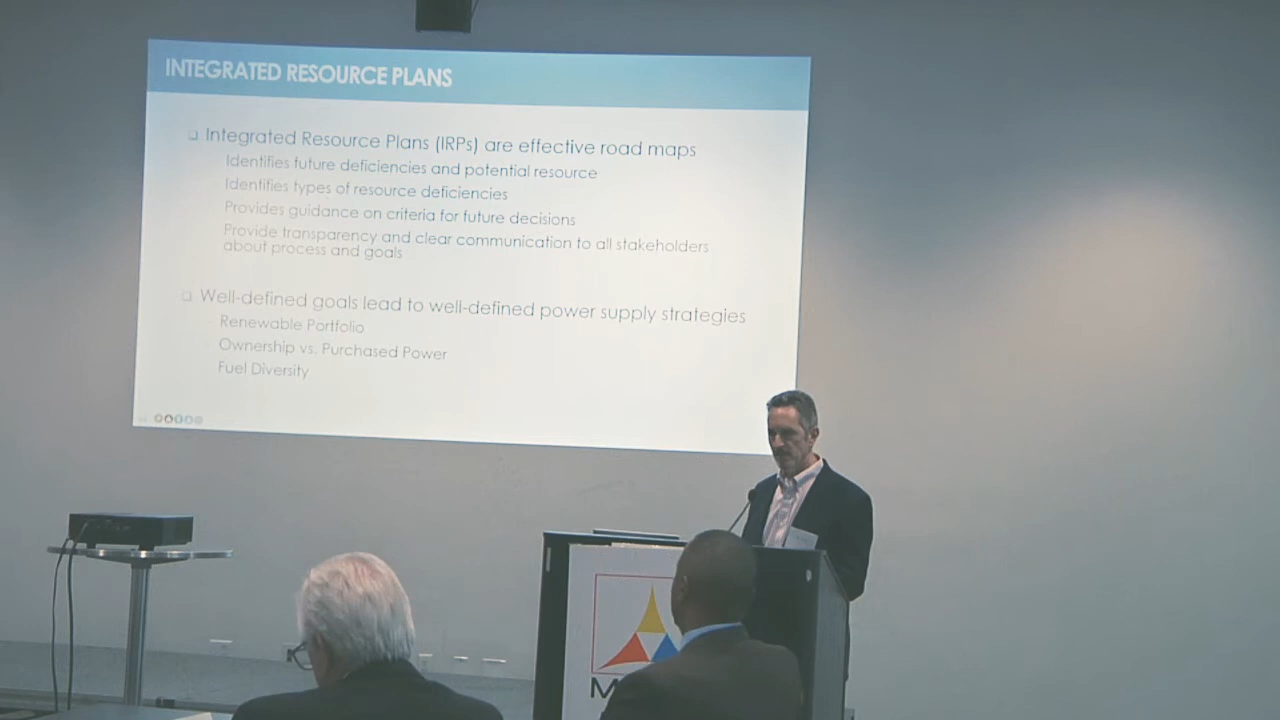 INTEGRATED RESOURCE PLANS
Integrated Resource Plans (IRPs) are effective road maps
Identifies future deficiencies and potential resource
Identifies types of resource deficiencies
Provides guidance on criteria for future decisions
Provide transparency and clear communication to all stakeholders
about process and goals
Well-defined goals lead to well-defined power supply strategies
Renewable Portfolio
Ownership vs. Purchased Power
Fuel Diversity